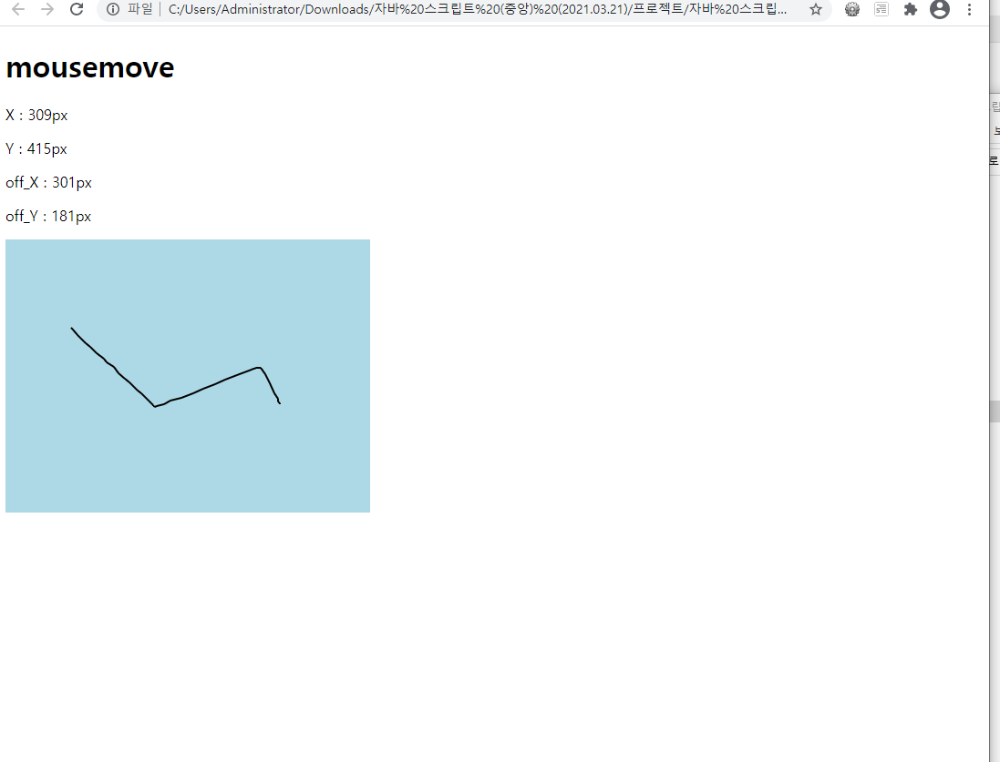 파일 C:/Users/Administrator/Downloads/자바%20스크립트%20(중앙)%20(2021.03.21)/프로젝트/자바%20스크립...
mousemove
X : 309px
Y : 415px
off_X : 301px
off_Y : 181px
로